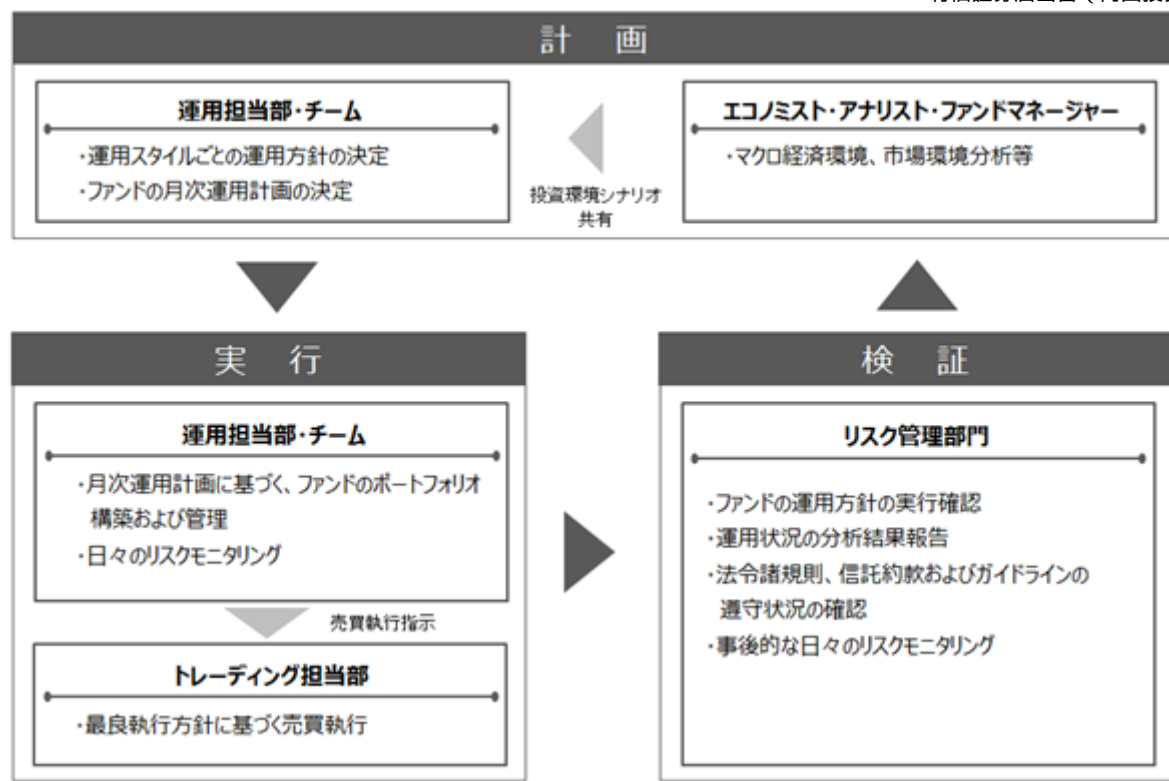 計　画
運用担当部・チーム
・運用スタイルごとの運用方針の決定
・ファンドの月次運用計画の決定
投資環境シナリオ
共有
エコノミスト・アナリスト・ファンドマネージャー
・マクロ経済環境、市場環境分析等
実　行
運用担当部・チーム
・月次運用計画に基づく、ファンドのポートフォリオ
構築および管理
・日々のリスクモニタリング
売買執行指示
トレーディング担当部
・最良執行方針に基づく売買執行
検　証
リスク管理部門
・ファンドの運用方針の実行確認
・運用状況の分析結果報告
・法令諸規則、信託約款およびガイドラインの
遵守状況の確認
・事後的な日々のリスクモニタリング